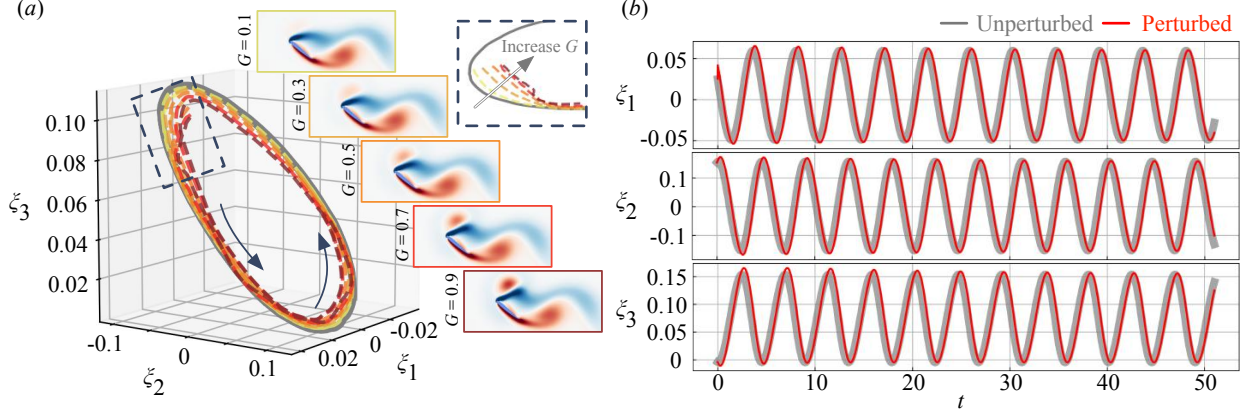 (a)
G = 0.1
G = 0.3
G = 0.5
G = 0.7
G = 0.9
Increase G
ξ3
0.10
0.08
0.06
0.04
0.02
-0.1
0
0.1
ξ2
0.02
0
-0.02
ξ1
(b)
Unperturbed
Perturbed
ξ1
0.05
0
-0.05
ξ2
0.1
0
-0.1
ξ3
0.15
0.10
0.05
0
0 10 20 30 40 50
t